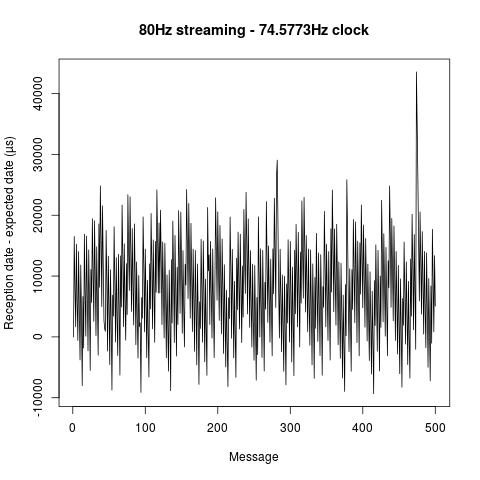 80Hz streaming - 74.5773Hz clock
Reception date - expected date (µs)
40000
30000
20000
10000
0
-10000
0 100 200 300 400 500
Message